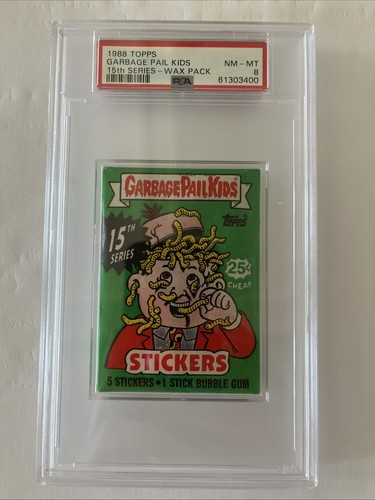 1988 TOPPS
GARBAGE PAIL KIDS NM - MT
15th SERIES - WAX PACK 8
PSA 61303400
GARBAGE PAIL KIDS
TOPPS
15TH
SERIES
25¢
CHEAP
STICKERS
5 STICKERS • 1 STICK BUBBLE GUM